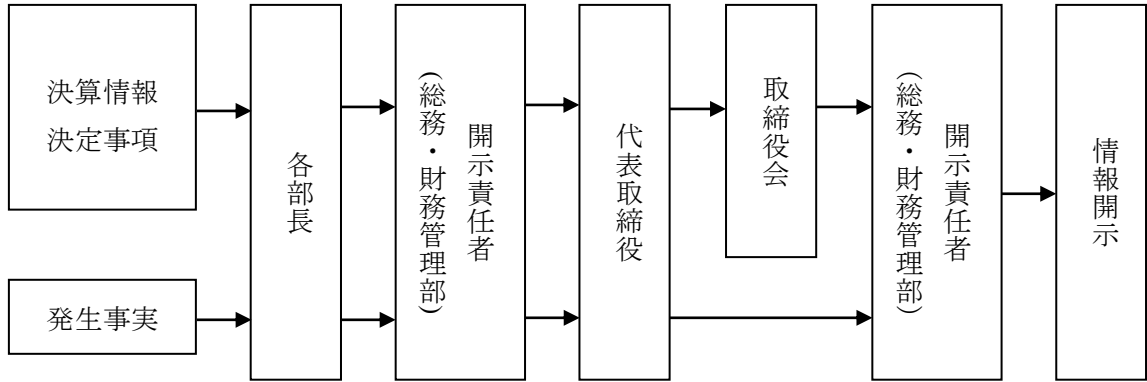 決算情報
決定事項
発生事実
各部長
開示責任者
(総務・財務管理部)
代表取締役
取締役会
開示責任者
(総務・財務管理部)
情報開示